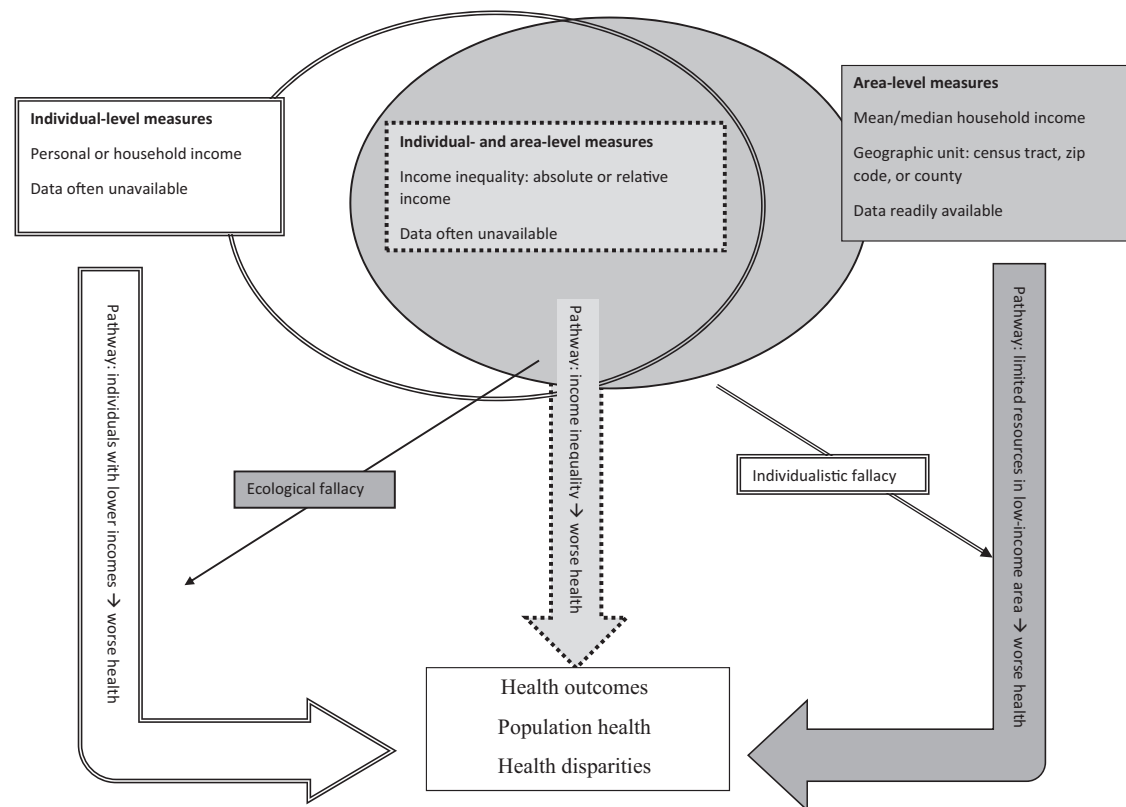 Individual-level measures
Personal or household income
Data often unavailable
Individual- and area-level measures
Income inequality: absolute or relative
income
Data often unavailable
Area-level measures
Mean/median household income
Geographic unit: census tract, zip
code, or county
Data readily available
Pathway: individuals with lower incomes → worse health
Ecological fallacy
Pathway: income inequality → worse health
Individualistic fallacy
Pathway: limited resources in low-income area → worse health
Health outcomes
Population health
Health disparities